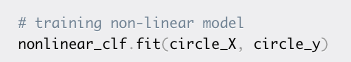 # training non-linear model
nonlinear_clf.fit(circle_X, circle_y)